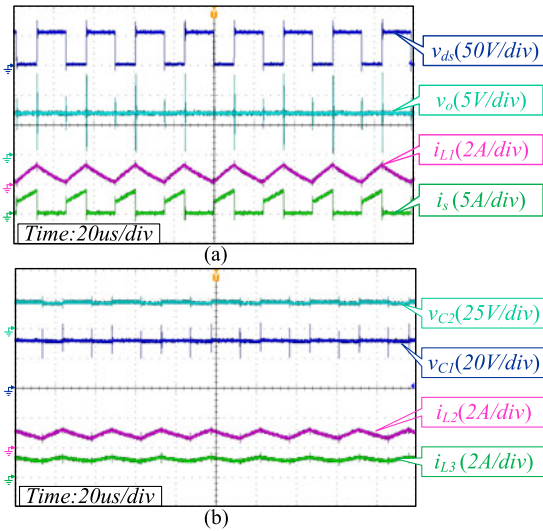 v_ds(50V/div)
v_o(5V/div)
i_L1(2A/div)
i_s(5A/div)
Time:20us/div
(a)
v_C2(25V/div)
v_C1(20V/div)
i_L2(2A/div)
i_L3(2A/div)
Time:20us/div
(b)